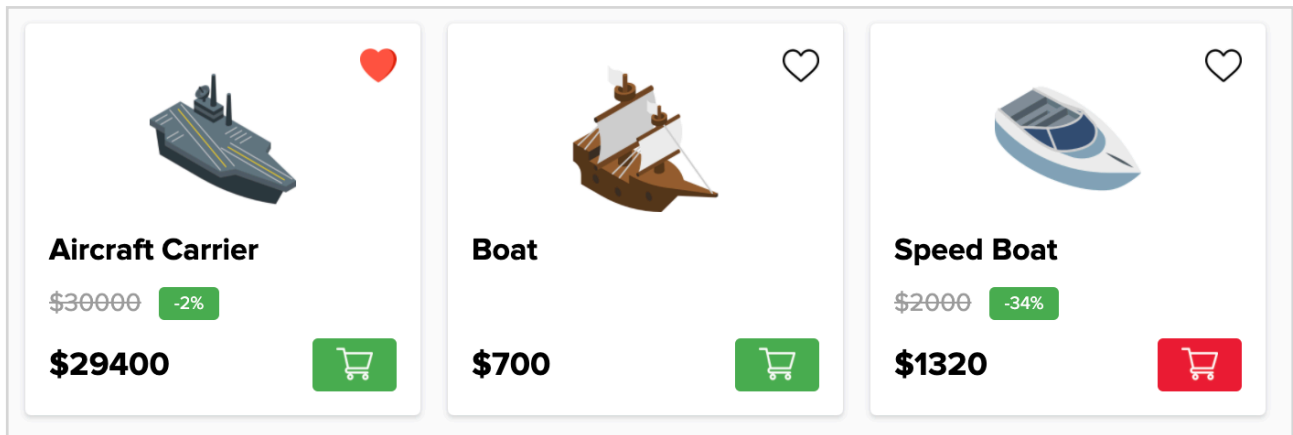 Aircraft Carrier
$30000 -2%
$29400
Boat
$700
Speed Boat
$2000 -34%
$1320